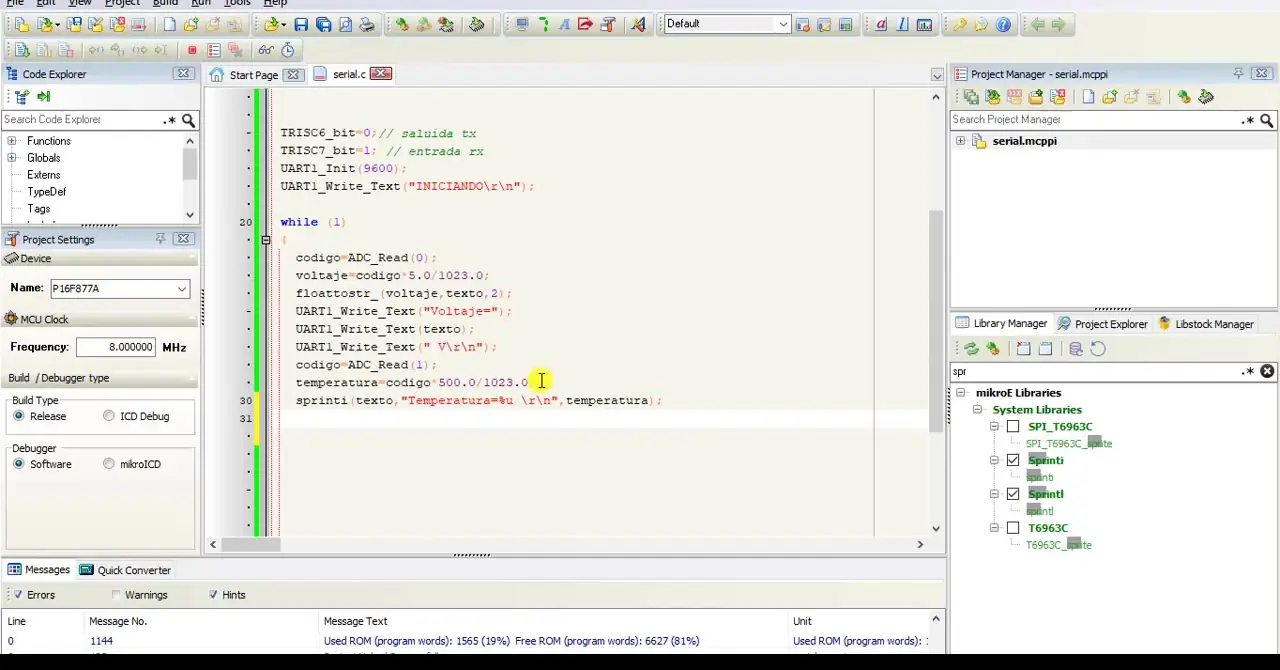 File Edit View Project Build Run Tools Help
Default
Code Explorer
Start Page
serial.c
Project Manager - serial.mcppi
Search Code Explorer
Search Project Manager
Functions
Globals
Externs
TypeDef
Tags
serial.mcppi
TRISC6_bit=0;// saluida tx
TRISC7_bit=1; // entrada rx
UART1_Init(9600);
UART1_Write_Text("INICIANDO\r\n");
20 while (1)
{
codigo=ADC_Read(0);
voltaje=codigo*5.0/1023.0;
floattostr_(voltaje,texto,2);
UART1_Write_Text("Voltaje=");
UART1_Write_Text(texto);
UART1_Write_Text(" V\r\n");
codigo=ADC_Read(1);
temperatura=codigo*500.0/1023.0
30 sprinti(texto,"Temperatura=%u \r\n",temperatura);
31
Project Settings
Device
Name: P16F877A
MCU Clock
Frequency: 8.000000 MHz
Build / Debugger type
Build Type
Release ICD Debug
Debugger
Software mikroICD
Library Manager Project Explorer Libstock Manager
spr
mikroE Libraries
System Libraries
SPI_T6963C
SPI_T6963C_sprite
Sprinti
sprinti
Sprintl
sprintl
T6963C
T6963C_sprite
Messages Quick Converter
Errors Warnings Hints
Line Message No. Message Text Unit
0 1144 Used ROM (program words): 1565 (19%) Free ROM (program words): 6627 (81%) Used ROM (program words):